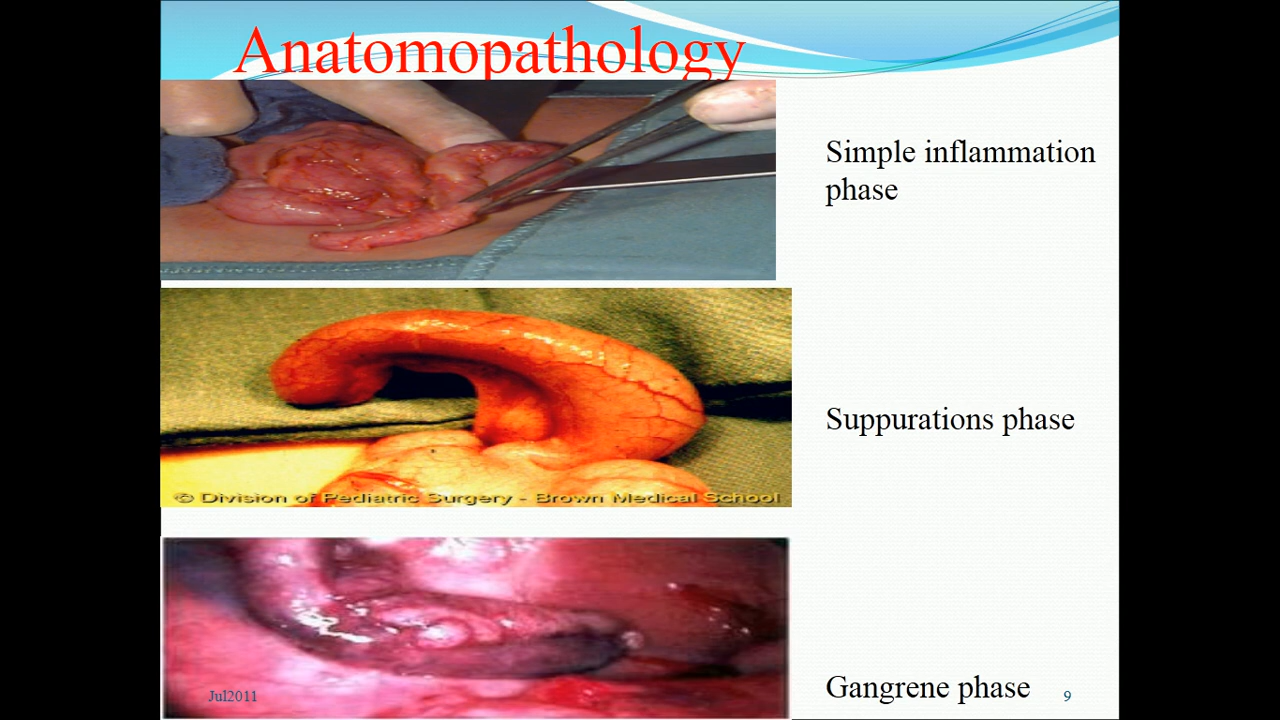 Anatomopathology
Simple inflammation
phase
Suppurations phase
© Division of Pediatric Surgery - Brown Medical School
Gangrene phase
Jul2011
9